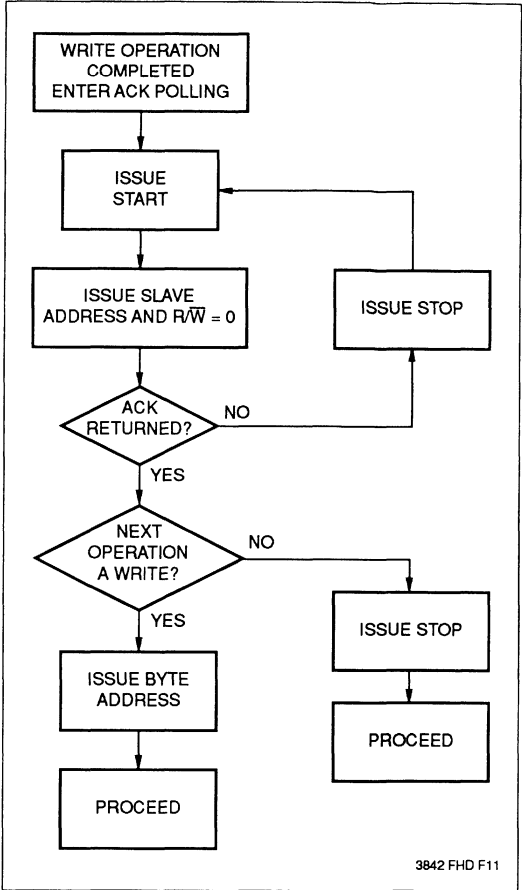 WRITE OPERATION
COMPLETED
ENTER ACK POLLING
ISSUE
START
ISSUE SLAVE
ADDRESS AND R/W̅ = 0
ISSUE STOP
ACK
RETURNED?
NO
YES
NEXT
OPERATION
A WRITE?
NO
YES
ISSUE STOP
ISSUE BYTE
ADDRESS
PROCEED
PROCEED
3842 FHD F11